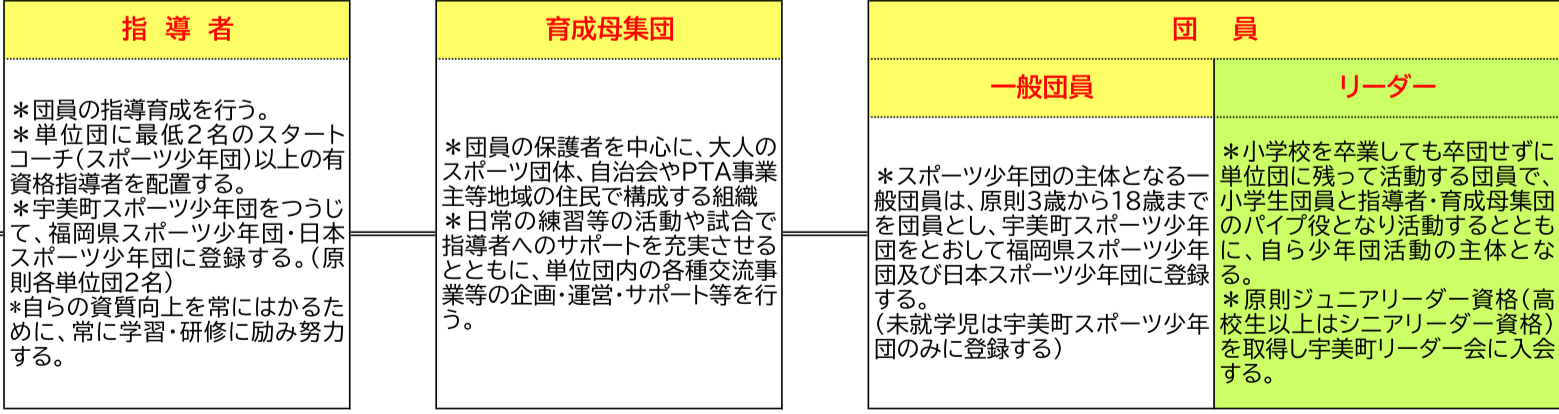 指 導 者
＊団員の指導育成を行う。
＊単位団に最低２名のスタート
コーチ(スポーツ少年団)以上の有
資格指導者を配置する。
＊宇美町スポーツ少年団をつうじ
て、福岡県スポーツ少年団・日本
スポーツ少年団に登録する。(原
則各単位団２名)
*自らの資質向上を常にはかるた
めに、常に学習・研修に励み努力
する。
育成母集団
＊団員の保護者を中心に、大人の
スポーツ団体、自治会やPTA事業
主等地域の住民で構成する組織
＊日常の練習等の活動や試合で
指導者へのサポートを充実させる
とともに、単位団内の各種交流事
業等の企画・運営・サポート等を行
う。
団 員
一般団員
＊スポーツ少年団の主体となる一
般団員は、原則３歳から１８歳まで
を団員とし、宇美町スポーツ少年
団をとおして福岡県スポーツ少年
団及び日本スポーツ少年団に登録
する。
(未就学児は宇美町スポーツ少年
団のみに登録する)
リーダー
＊小学校を卒業しても卒団せずに
単位団に残って活動する団員で、
小学生団員と指導者・育成母集団
のパイプ役となり活動するととも
に、自ら少年団活動の主体とな
る。
＊原則ジュニアリーダー資格(高
校生以上はシニアリーダー資格)
を取得し宇美町リーダー会に入会
する。